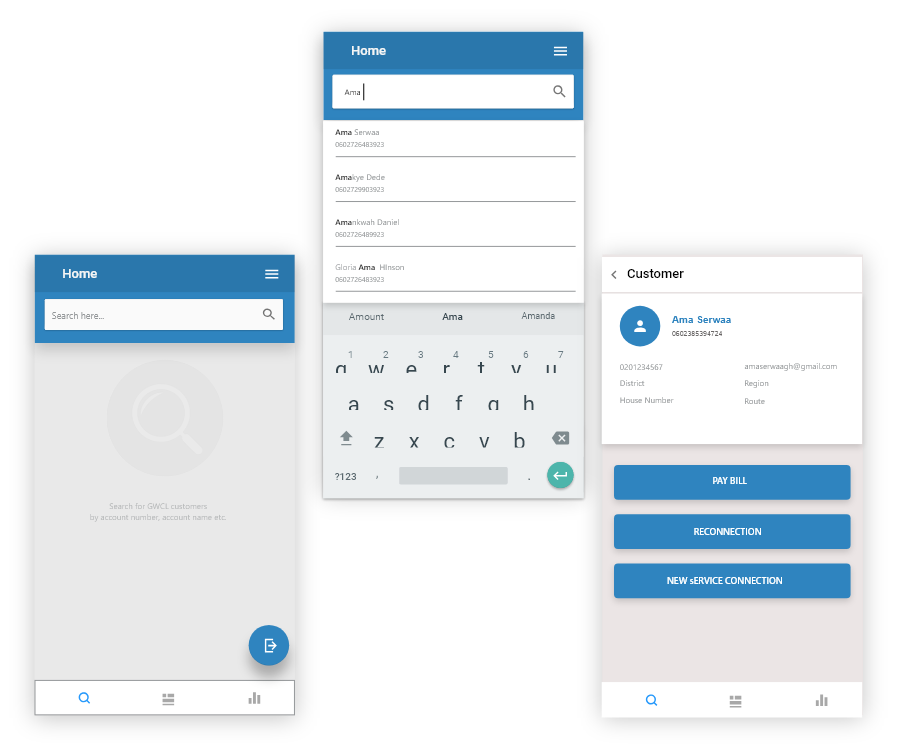 Home
Search here...
Search for GWCL customers
by account number, account name etc.
Home
Ama
Ama Serwaa
0602726483923
Amakye Dede
0602729903923
Amankwah Daniel
0602726489923
Gloria Ama Hinson
0602726483923
Amount Ama Amanda
1 2 3 4 5 6 7
q w e r t y u
a s d f g h
z x c v b
?123 , .
Customer
Ama Serwaa
0602385394724
0201234567 amaserwaagh@gmail.com
District Region
House Number Route
PAY BILL
RECONNECTION
NEW sERVICE CONNECTION